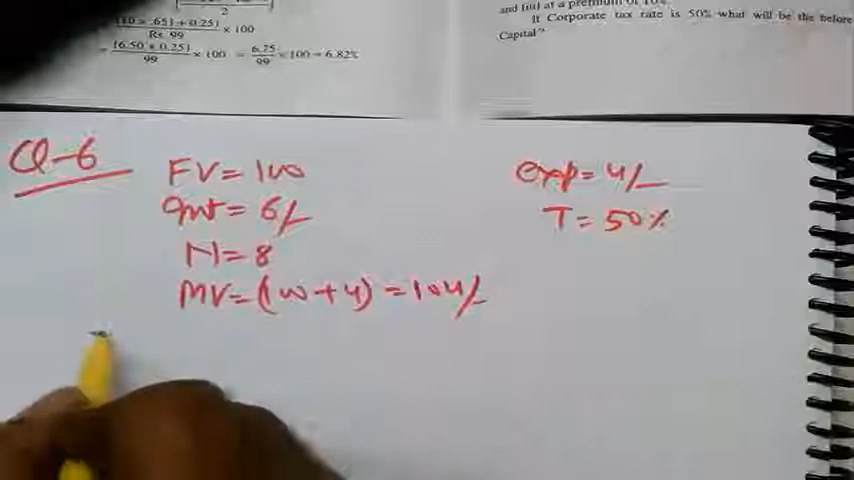 2
(10 × .65) + 0.25)
Rs. 99
× 100
= (6.50 + 0.25)
99
× 100 = 6.75
99
× 100 = 6.82%
and (iii) at a premium of 10%.
If Corporate tax rate is 50% what will be the before
Capital"
Q-6
FV = 100
Int = 6/-
N = 8
MV = (100 + 4) = 104/-
exp = 4/-
T = 50%